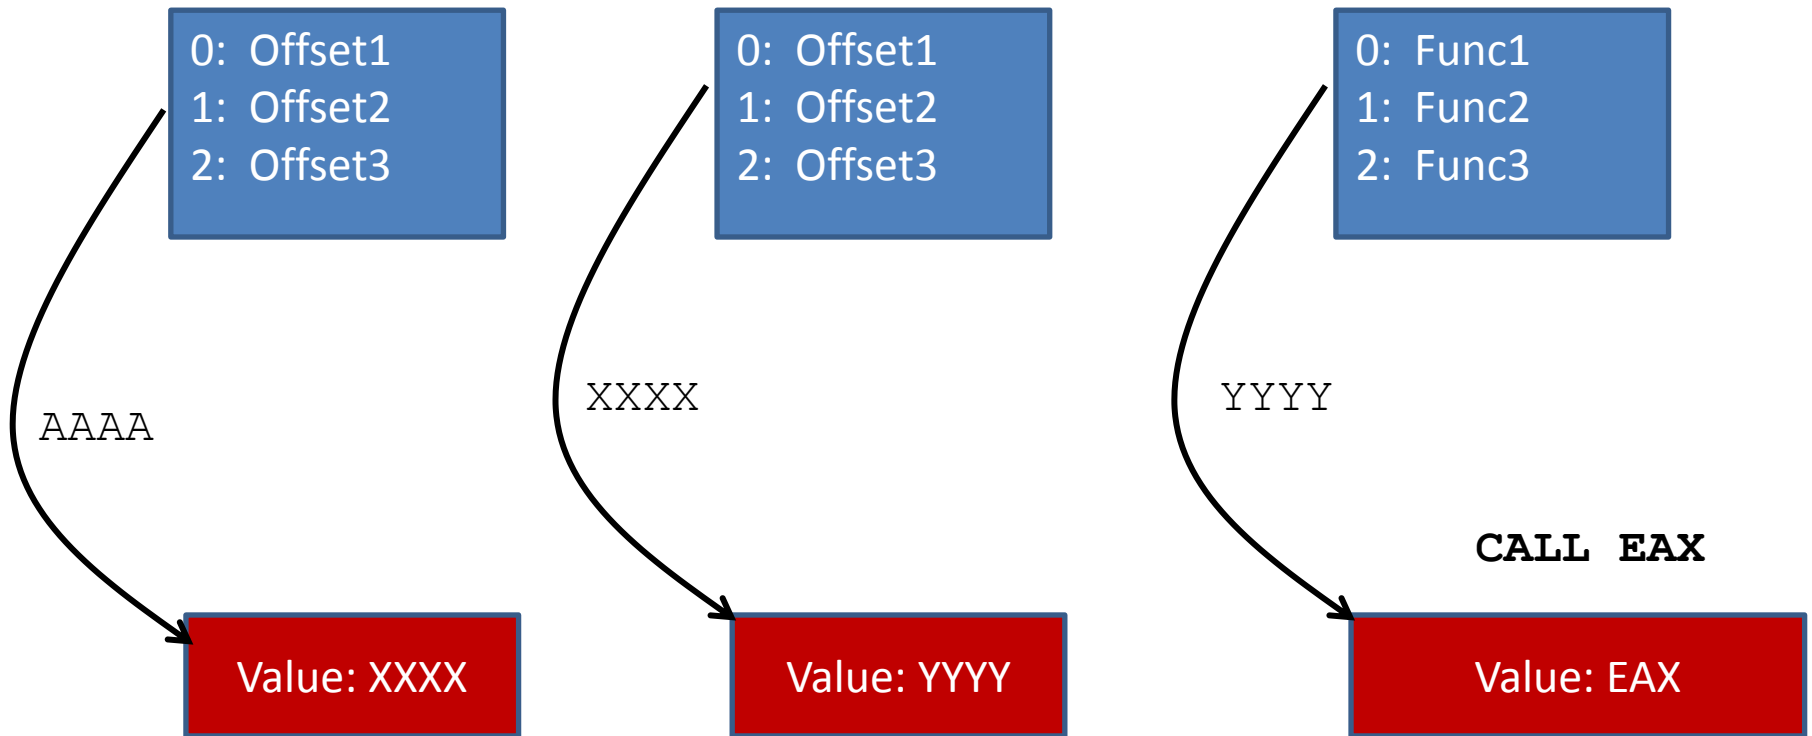 0: Offset1
1: Offset2
2: Offset3
0: Offset1
1: Offset2
2: Offset3
0: Func1
1: Func2
2: Func3
AAAA
XXXX
YYYY
CALL EAX
Value: XXXX
Value: YYYY
Value: EAX